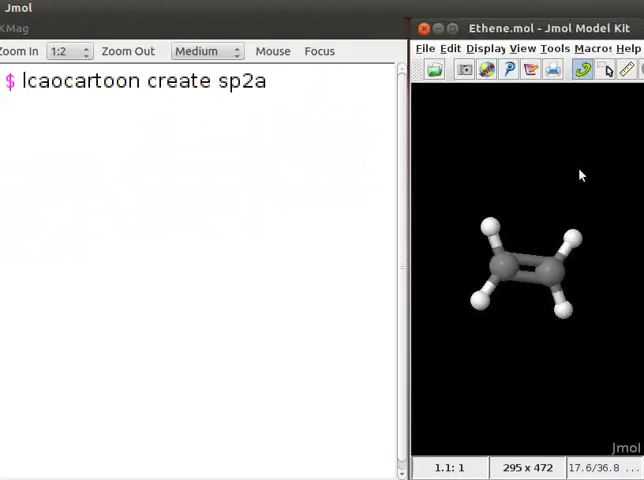 Jmol
KMag
Zoom In 1:2 Zoom Out Medium Mouse Focus
$ lcaocartoon create sp2a
Ethene.mol - Jmol Model Kit
File Edit Display View Tools Macros Help
Jmol
1.1: 1 295 x 472 17.6/36.8 ...